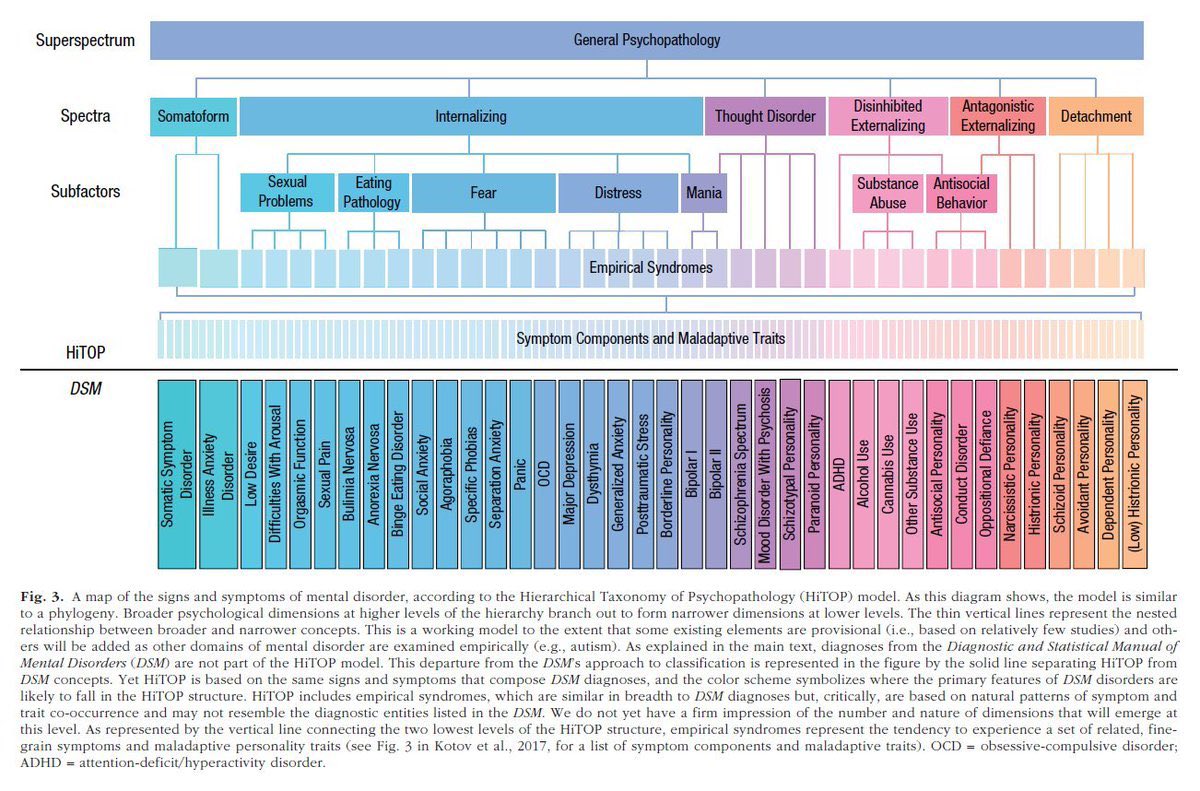 Superspectrum
General Psychopathology
Spectra
Somatoform
Internalizing
Thought Disorder
Disinhibited
Externalizing
Antagonistic
Externalizing
Detachment
Subfactors
Sexual
Problems
Eating
Pathology
Fear
Distress
Mania
Substance
Abuse
Antisocial
Behavior
Empirical Syndromes
Symptom Components and Maladaptive Traits
HiTOP
DSM
Somatic Symptom
Disorder
Illness Anxiety
Disorder
Low Desire
Difficulties With Arousal
Orgasmic Function
Sexual Pain
Bulimia Nervosa
Anorexia Nervosa
Binge Eating Disorder
Social Anxiety
Agoraphobia
Specific Phobias
Separation Anxiety
Panic
OCD
Major Depression
Dysthymia
Generalized Anxiety
Posttraumatic Stress
Borderline Personality
Bipolar I
Bipolar II
Schizophrenia Spectrum
Mood Disorder With Psychosis
Schizotypal Personality
Paranoid Personality
ADHD
Alcohol Use
Cannabis Use
Other Substance Use
Antisocial Personality
Conduct Disorder
Oppositional Defiance
Narcissistic Personality
Histrionic Personality
Schizoid Personality
Avoidant Personality
Dependent Personality
(Low) Histrionic Personality
Fig. 3. A map of the signs and symptoms of mental disorder, according to the Hierarchical Taxonomy of Psychopathology (HiTOP) model. As this diagram shows, the model is similar
to a phylogeny. Broader psychological dimensions at higher levels of the hierarchy branch out to form narrower dimensions at lower levels. The thin vertical lines represent the nested
relationship between broader and narrower concepts. This is a working model to the extent that some existing elements are provisional (i.e., based on relatively few studies) and oth-
ers will be added as other domains of mental disorder are examined empirically (e.g., autism). As explained in the main text, diagnoses from the Diagnostic and Statistical Manual of
Mental Disorders (DSM) are not part of the HiTOP model. This departure from the DSM's approach to classification is represented in the figure by the solid line separating HiTOP from
DSM concepts. Yet HiTOP is based on the same signs and symptoms that compose DSM diagnoses, and the color scheme symbolizes where the primary features of DSM disorders are
likely to fall in the HiTOP structure. HiTOP includes empirical syndromes, which are similar in breadth to DSM diagnoses but, critically, are based on natural patterns of symptom and
trait co-occurrence and may not resemble the diagnostic entities listed in the DSM. We do not yet have a firm impression of the number and nature of dimensions that will emerge at
this level. As represented by the vertical line connecting the two lowest levels of the HiTOP structure, empirical syndromes represent the tendency to experience a set of related, fine-
grain symptoms and maladaptive personality traits (see Fig. 3 in Kotov et al., 2017, for a list of symptom components and maladaptive traits). OCD = obsessive-compulsive disorder;
ADHD = attention-deficit/hyperactivity disorder.